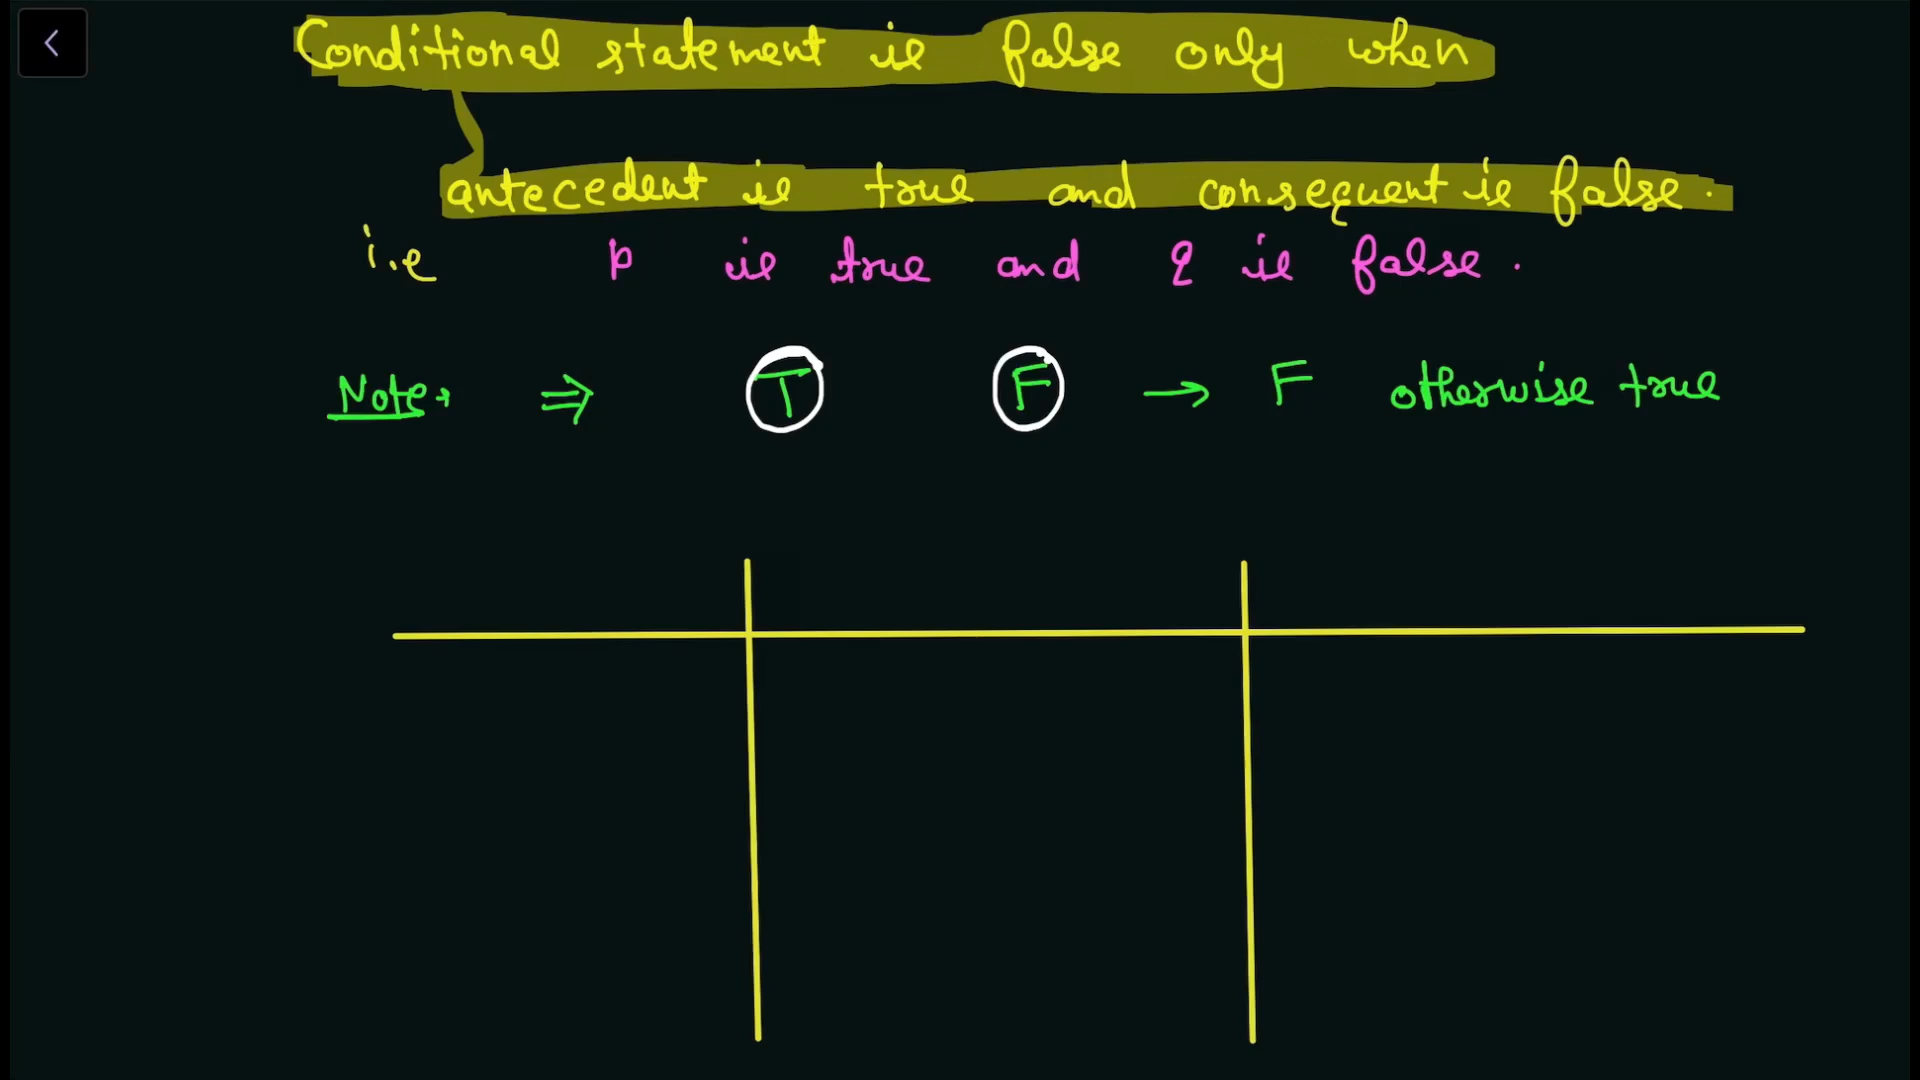 Conditional statement is false only when
antecedent is true and consequent is false.
i.e p is true and q is false.
Note → ⇒ T F → F otherwise true